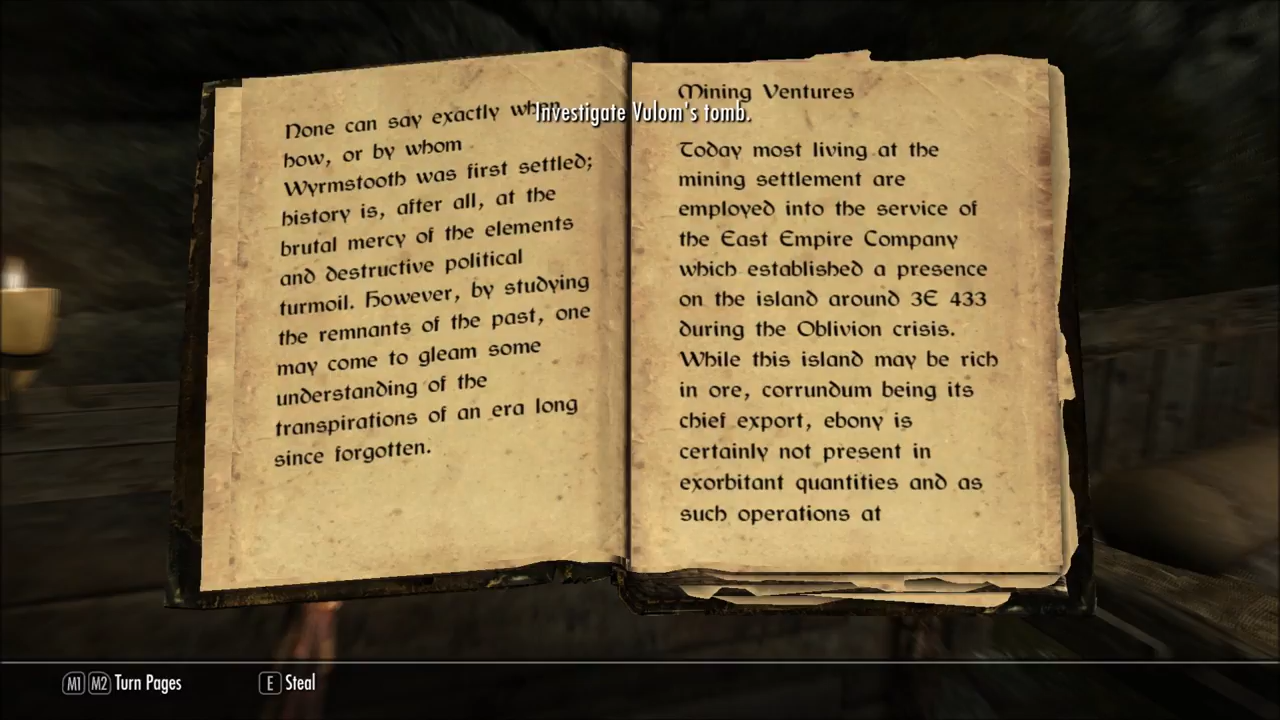 None can say exactly when
how, or by whom
Wyrmstooth was first settled;
history is, after all, at the
brutal mercy of the elements
and destructive political
turmoil. However, by studying
the remnants of the past, one
may come to gleam some
understanding of the
transpirations of an era long
since forgotten.
Investigate Vulom's tomb.
Mining Ventures
Today most living at the
mining settlement are
employed into the service of
the East Empire Company
which established a presence
on the island around 3E 433
during the Oblivion crisis.
While this island may be rich
in ore, corrundum being its
chief export, ebony is
certainly not present in
exorbitant quantities and as
such operations at
M1 M2 Turn Pages
E Steal